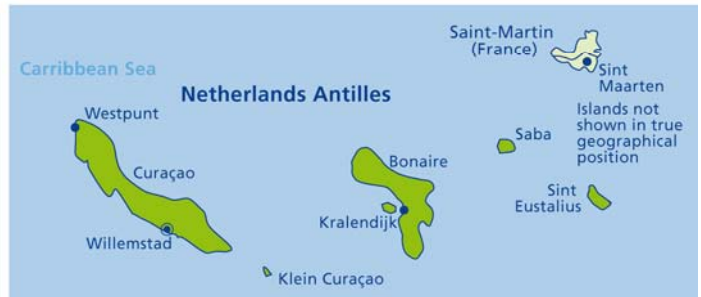 Saint-Martin
(France)
Carribbean Sea
Sint
Maarten
Netherlands Antilles
Westpunt
Islands not
shown in true
geographical
position
Saba
Bonaire
Curaçao
Sint
Eustalius
Kralendijk
Willemstad
Klein Curaçao